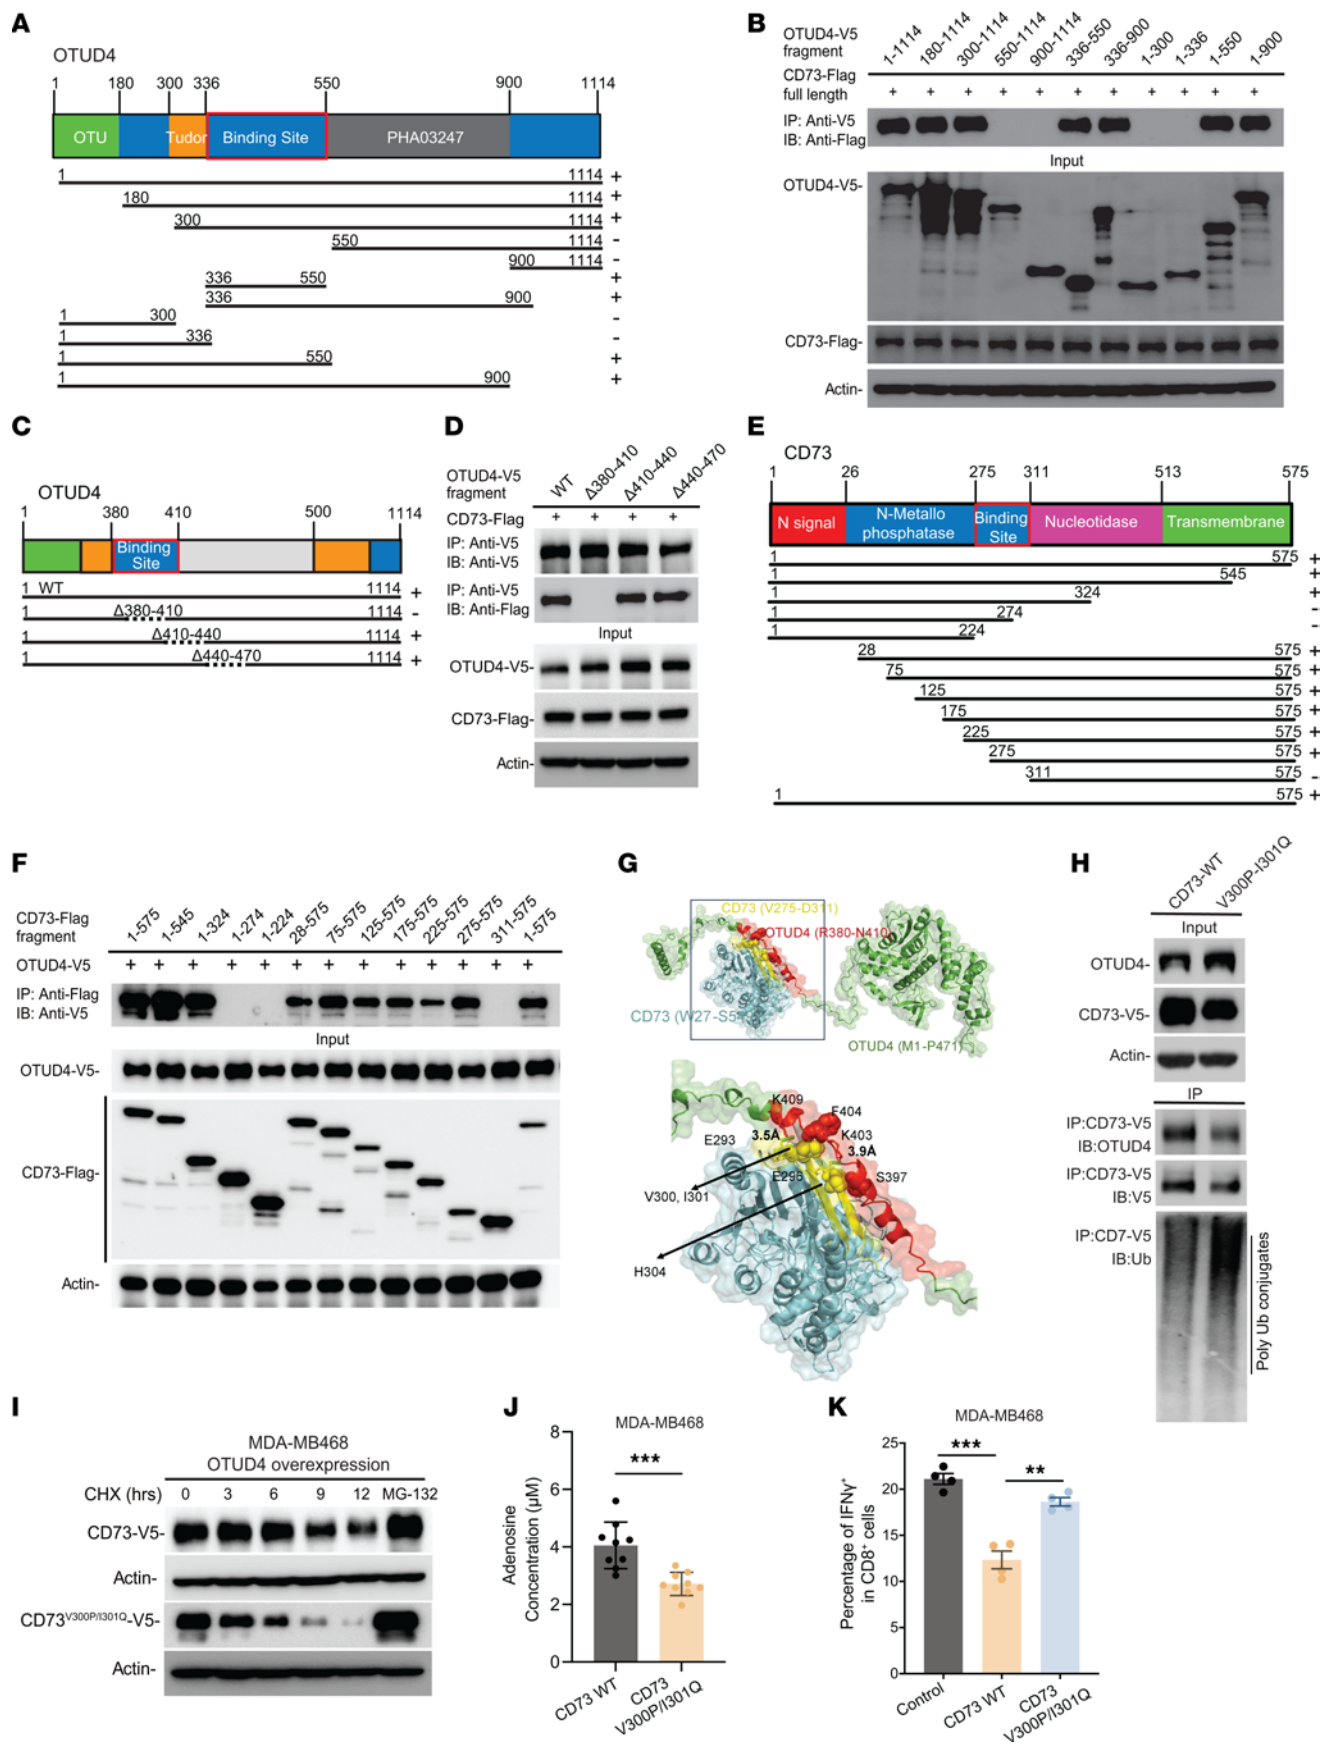 A
OTUD4
1 180 300 336 550 900 1114
OTU Tudor Binding Site PHA03247
1 1114 +
180 1114 +
300 1114 +
550 1114 -
900 1114 -
336 550 +
336 900 +
1 300 -
1 336 -
1 550 +
1 900 +
B
OTUD4-V5
fragment
1-1114 180-1114 300-1114 550-1114 900-1114 336-550 336-900 1-300 1-336 1-550 1-900
CD73-Flag
full length + + + + + + + + + + +
IP: Anti-V5
IB: Anti-Flag
Input
OTUD4-V5-
CD73-Flag-
Actin-
C
OTUD4
1 380 410 500 1114
Binding
Site
1 WT 1114 +
1 Δ380-410 1114 -
1 Δ410-440 1114 +
1 Δ440-470 1114 +
D
OTUD4-V5
fragment
WT Δ380-410 Δ410-440 Δ440-470
CD73-Flag + + + +
IP: Anti-V5
IB: Anti-V5
IP: Anti-V5
IB: Anti-Flag
Input
OTUD4-V5-
CD73-Flag-
Actin-
E
CD73
1 26 275 311 513 575
N signal N-Metallo phosphatase Binding Site Nucleotidase Transmembrane
1 575 +
1 545 +
1 324 +
1 274 --
1 224 --
28 575 +
75 575 +
125 575 +
175 575 +
225 575 +
275 575 +
311 575 --
1 575 +
F
CD73-Flag
fragment
1-575 1-545 1-324 1-274 1-224 28-575 75-575 125-575 175-575 225-575 275-575 311-575 1-575
OTUD4-V5 + + + + + + + + + + + + +
IP: Anti-Flag
IB: Anti-V5
Input
OTUD4-V5-
CD73-Flag-
Actin-
G
CD73 (V275-D311)
OTUD4 (R380-N410)
CD73 (W27-S5
OTUD4 (M1-P471)
K409
F404
E293 3.5Å K403
3.9Å
E295 S397
V300, I301
H304
H
CD73-WT V300P-I301Q
Input
OTUD4-
CD73-V5-
Actin-
IP
IP:CD73-V5
IB:OTUD4
IP:CD73-V5
IB:V5
IP:CD7-V5
IB:Ub
Poly Ub conjugates
I
MDA-MB468
OTUD4 overexpression
CHX (hrs) 0 3 6 9 12 MG-132
CD73-V5-
Actin-
CD73V300P/I301Q-V5-
Actin-
J
MDA-MB468
Adenosine
Concentration (μM)
8
6
4
2
0
***
CD73 WT
CD73
V300P/I301Q
K
MDA-MB468
Percentage of IFNγ+
in CD8+ cells
25
20
15
10
5
0
*** **
Control
CD73 WT
CD73
V300P/I301Q